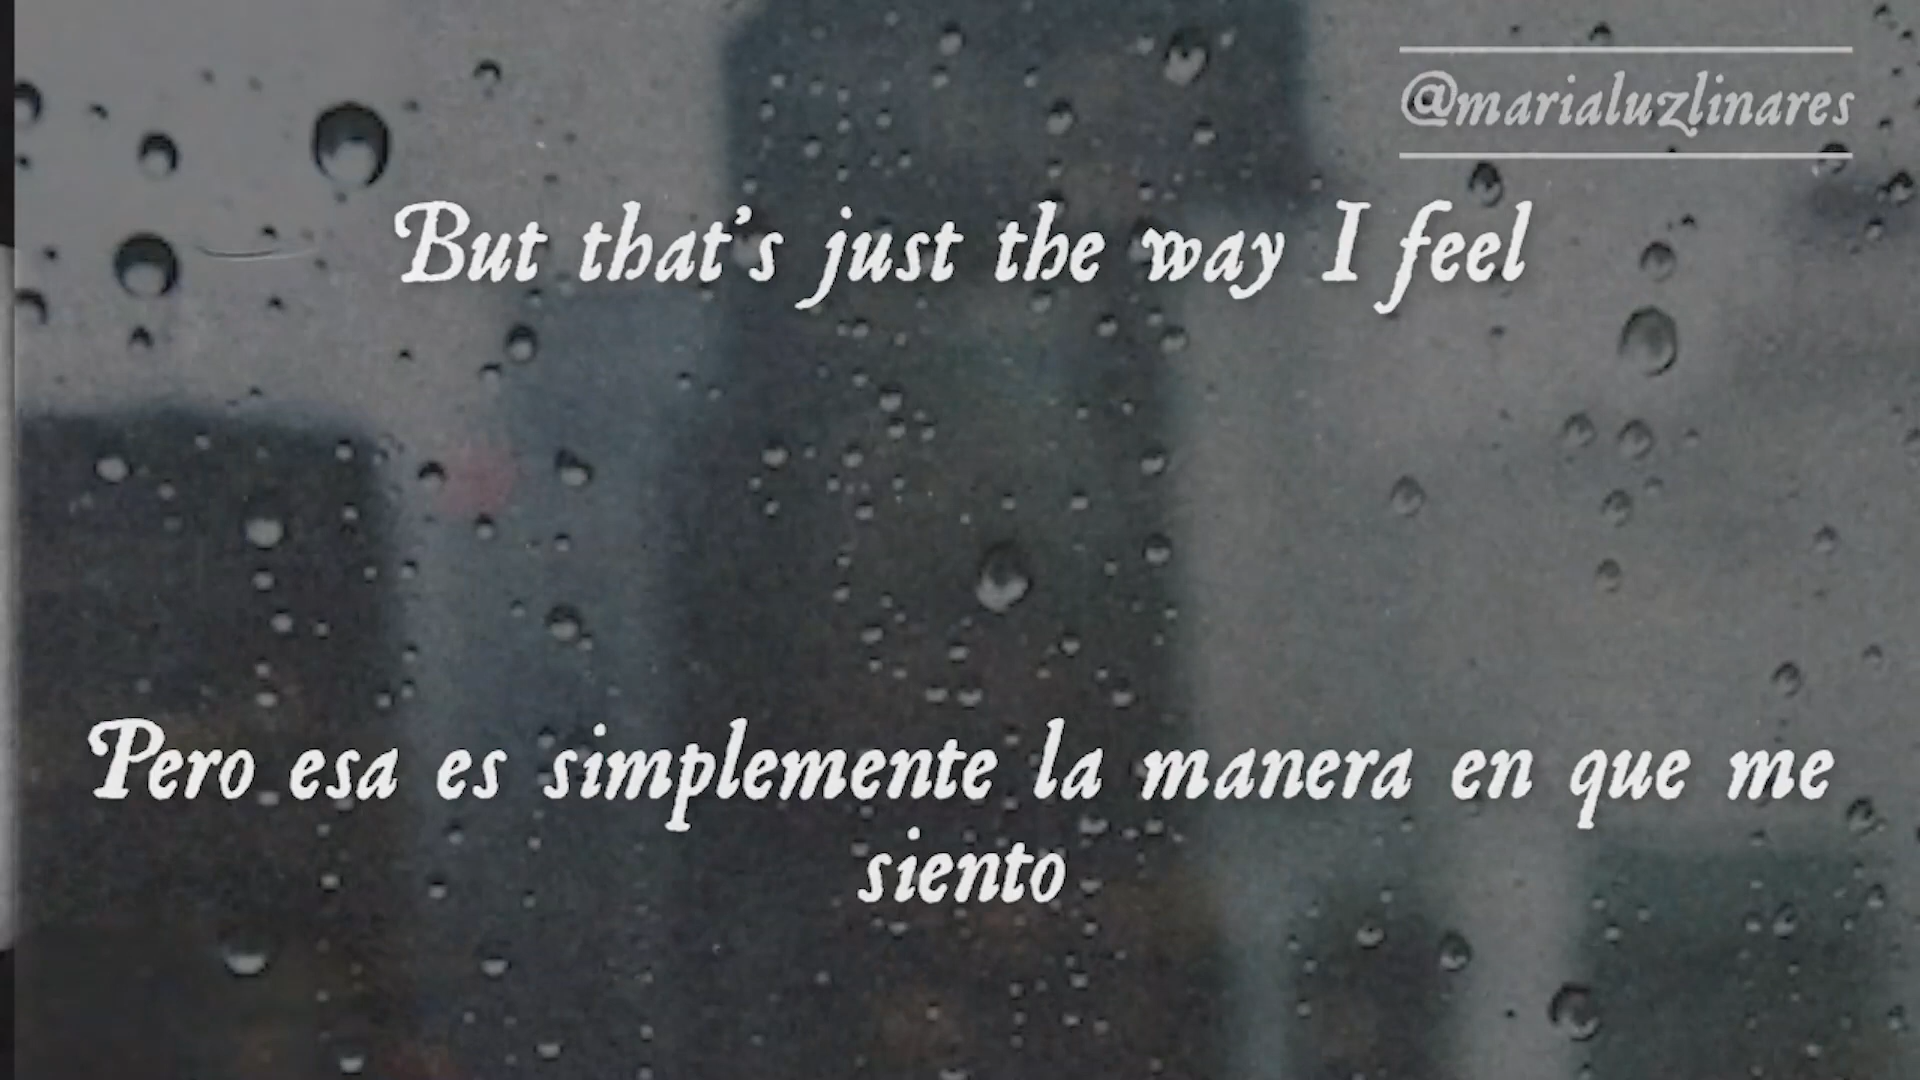 @marialuzlinares
But that's just the way I feel
Pero esa es simplemente la manera en que me
siento